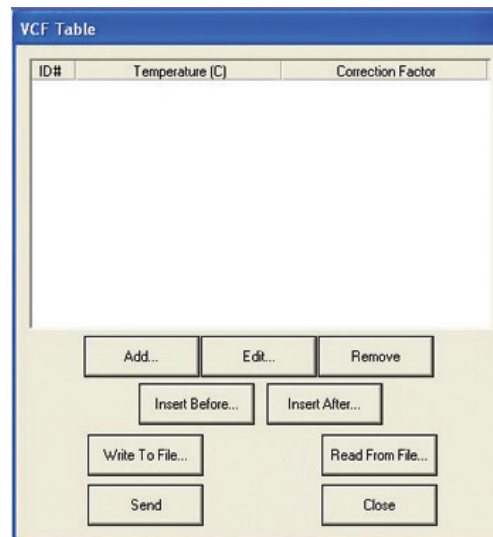 VCF Table
ID# Temperature (C) Correction Factor
Add... Edit... Remove
Insert Before... Insert After...
Write To File... Read From File...
Send Close